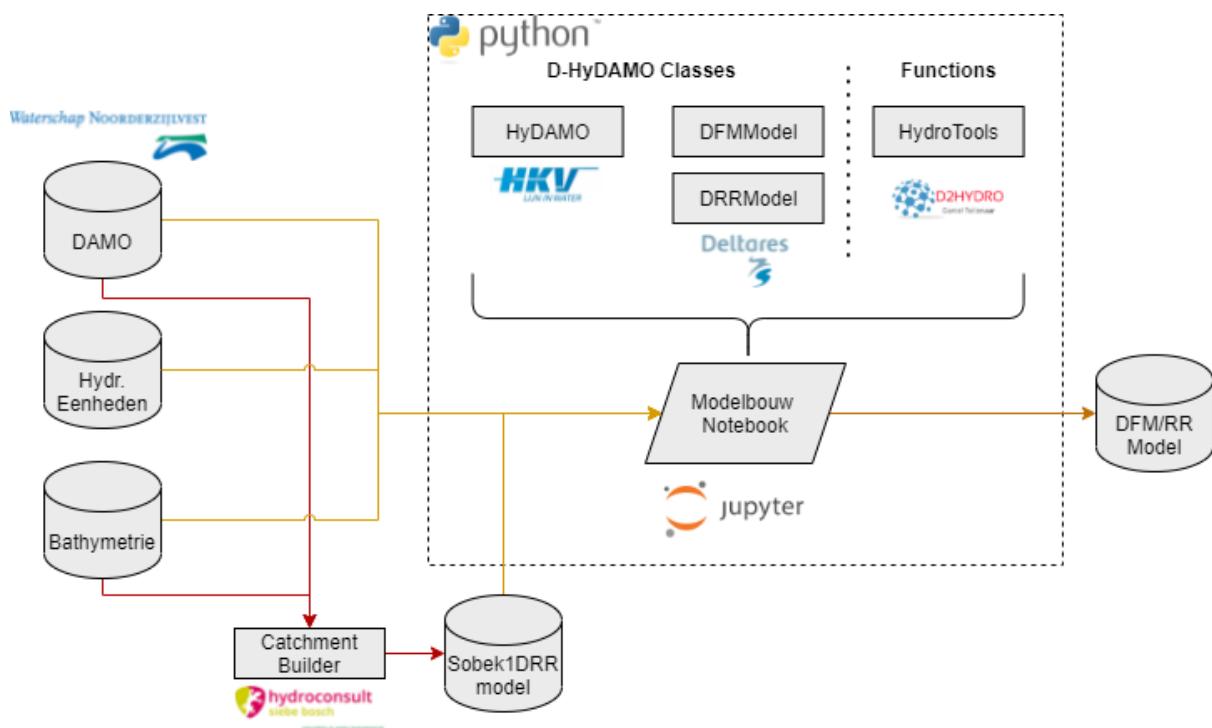 python™
D-HyDAMO Classes
Functions
Waterschap NOORDERZIJLVEST
HyDAMO
DFMModel
HydroTools
HKV
LIJN IN WATER
DRRModel
D2HYDRO
Deltares
DAMO
Hydr.
Eenheden
Modelbouw
Notebook
DFM/RR
Model
Bathymetrie
jupyter
Catchment
Builder
Sobek1DRR
model
hydroconsult
siebe bosch